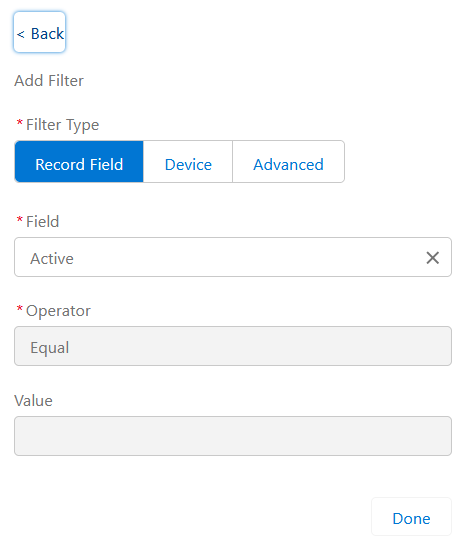 < Back
Add Filter
*Filter Type
Record Field Device Advanced
*Field
Active
*Operator
Equal
Value
Done